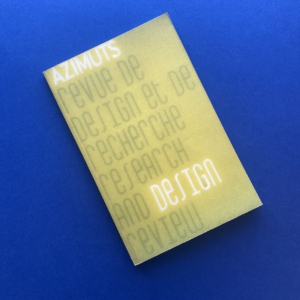 AZIMUTS
revue de
DesIGN et de
recherche
research
AND DesIGN
review